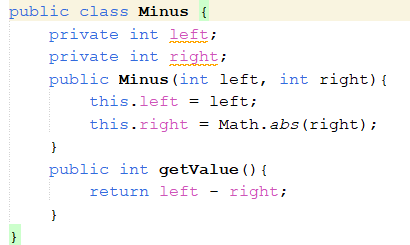 public class Minus {
    private int left;
    private int right;
    public Minus(int left, int right){
        this.left = left;
        this.right = Math.abs(right);
    }
    public int getValue(){
        return left - right;
    }
}